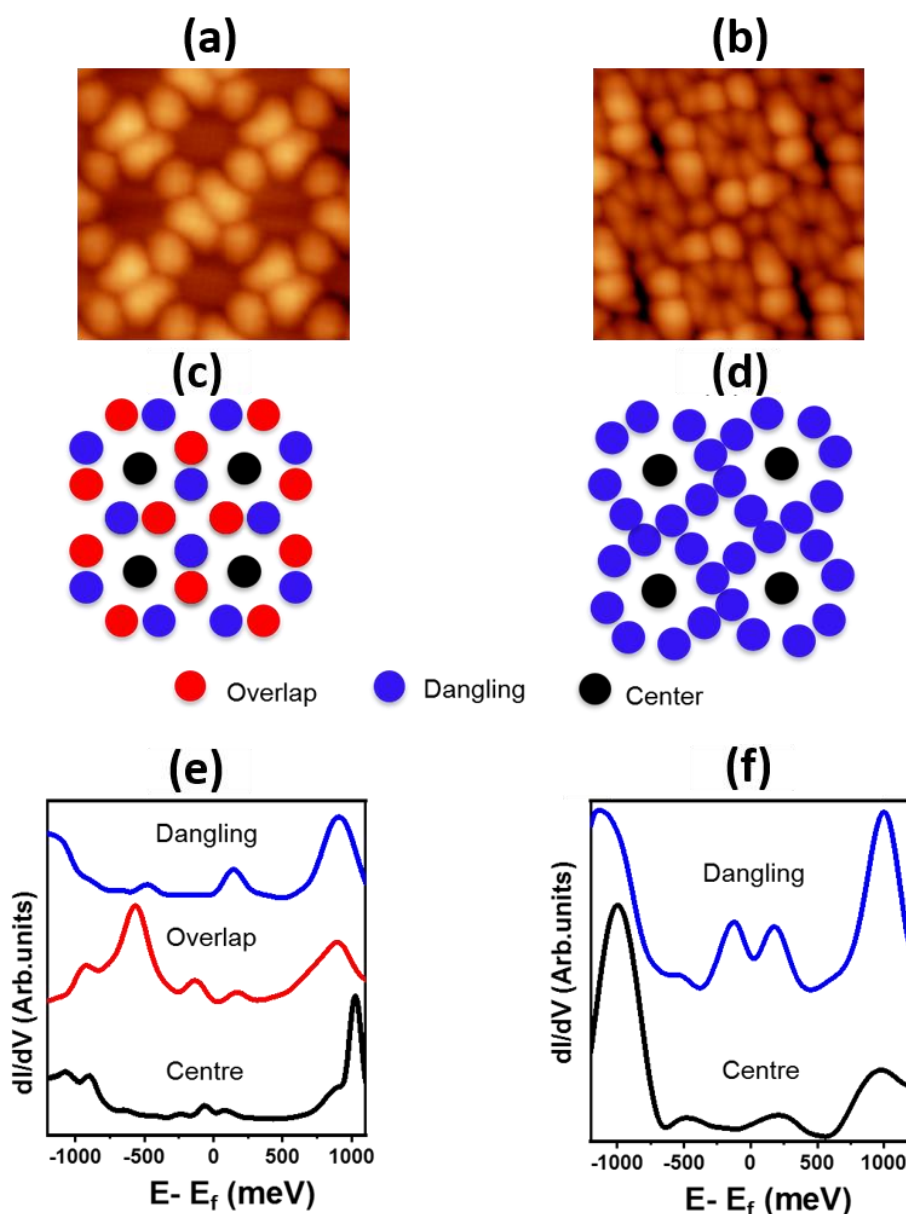 (a)
(b)
(c)
(d)
Overlap
Dangling
Center
(e)
(f)
dI/dV (Arb.units)
Dangling
Overlap
Centre
-1000 -500 0 500 1000
E- Ef (meV)
dI/dV (Arb.units)
Dangling
Centre
-1000 -500 0 500 1000
E- Ef (meV)